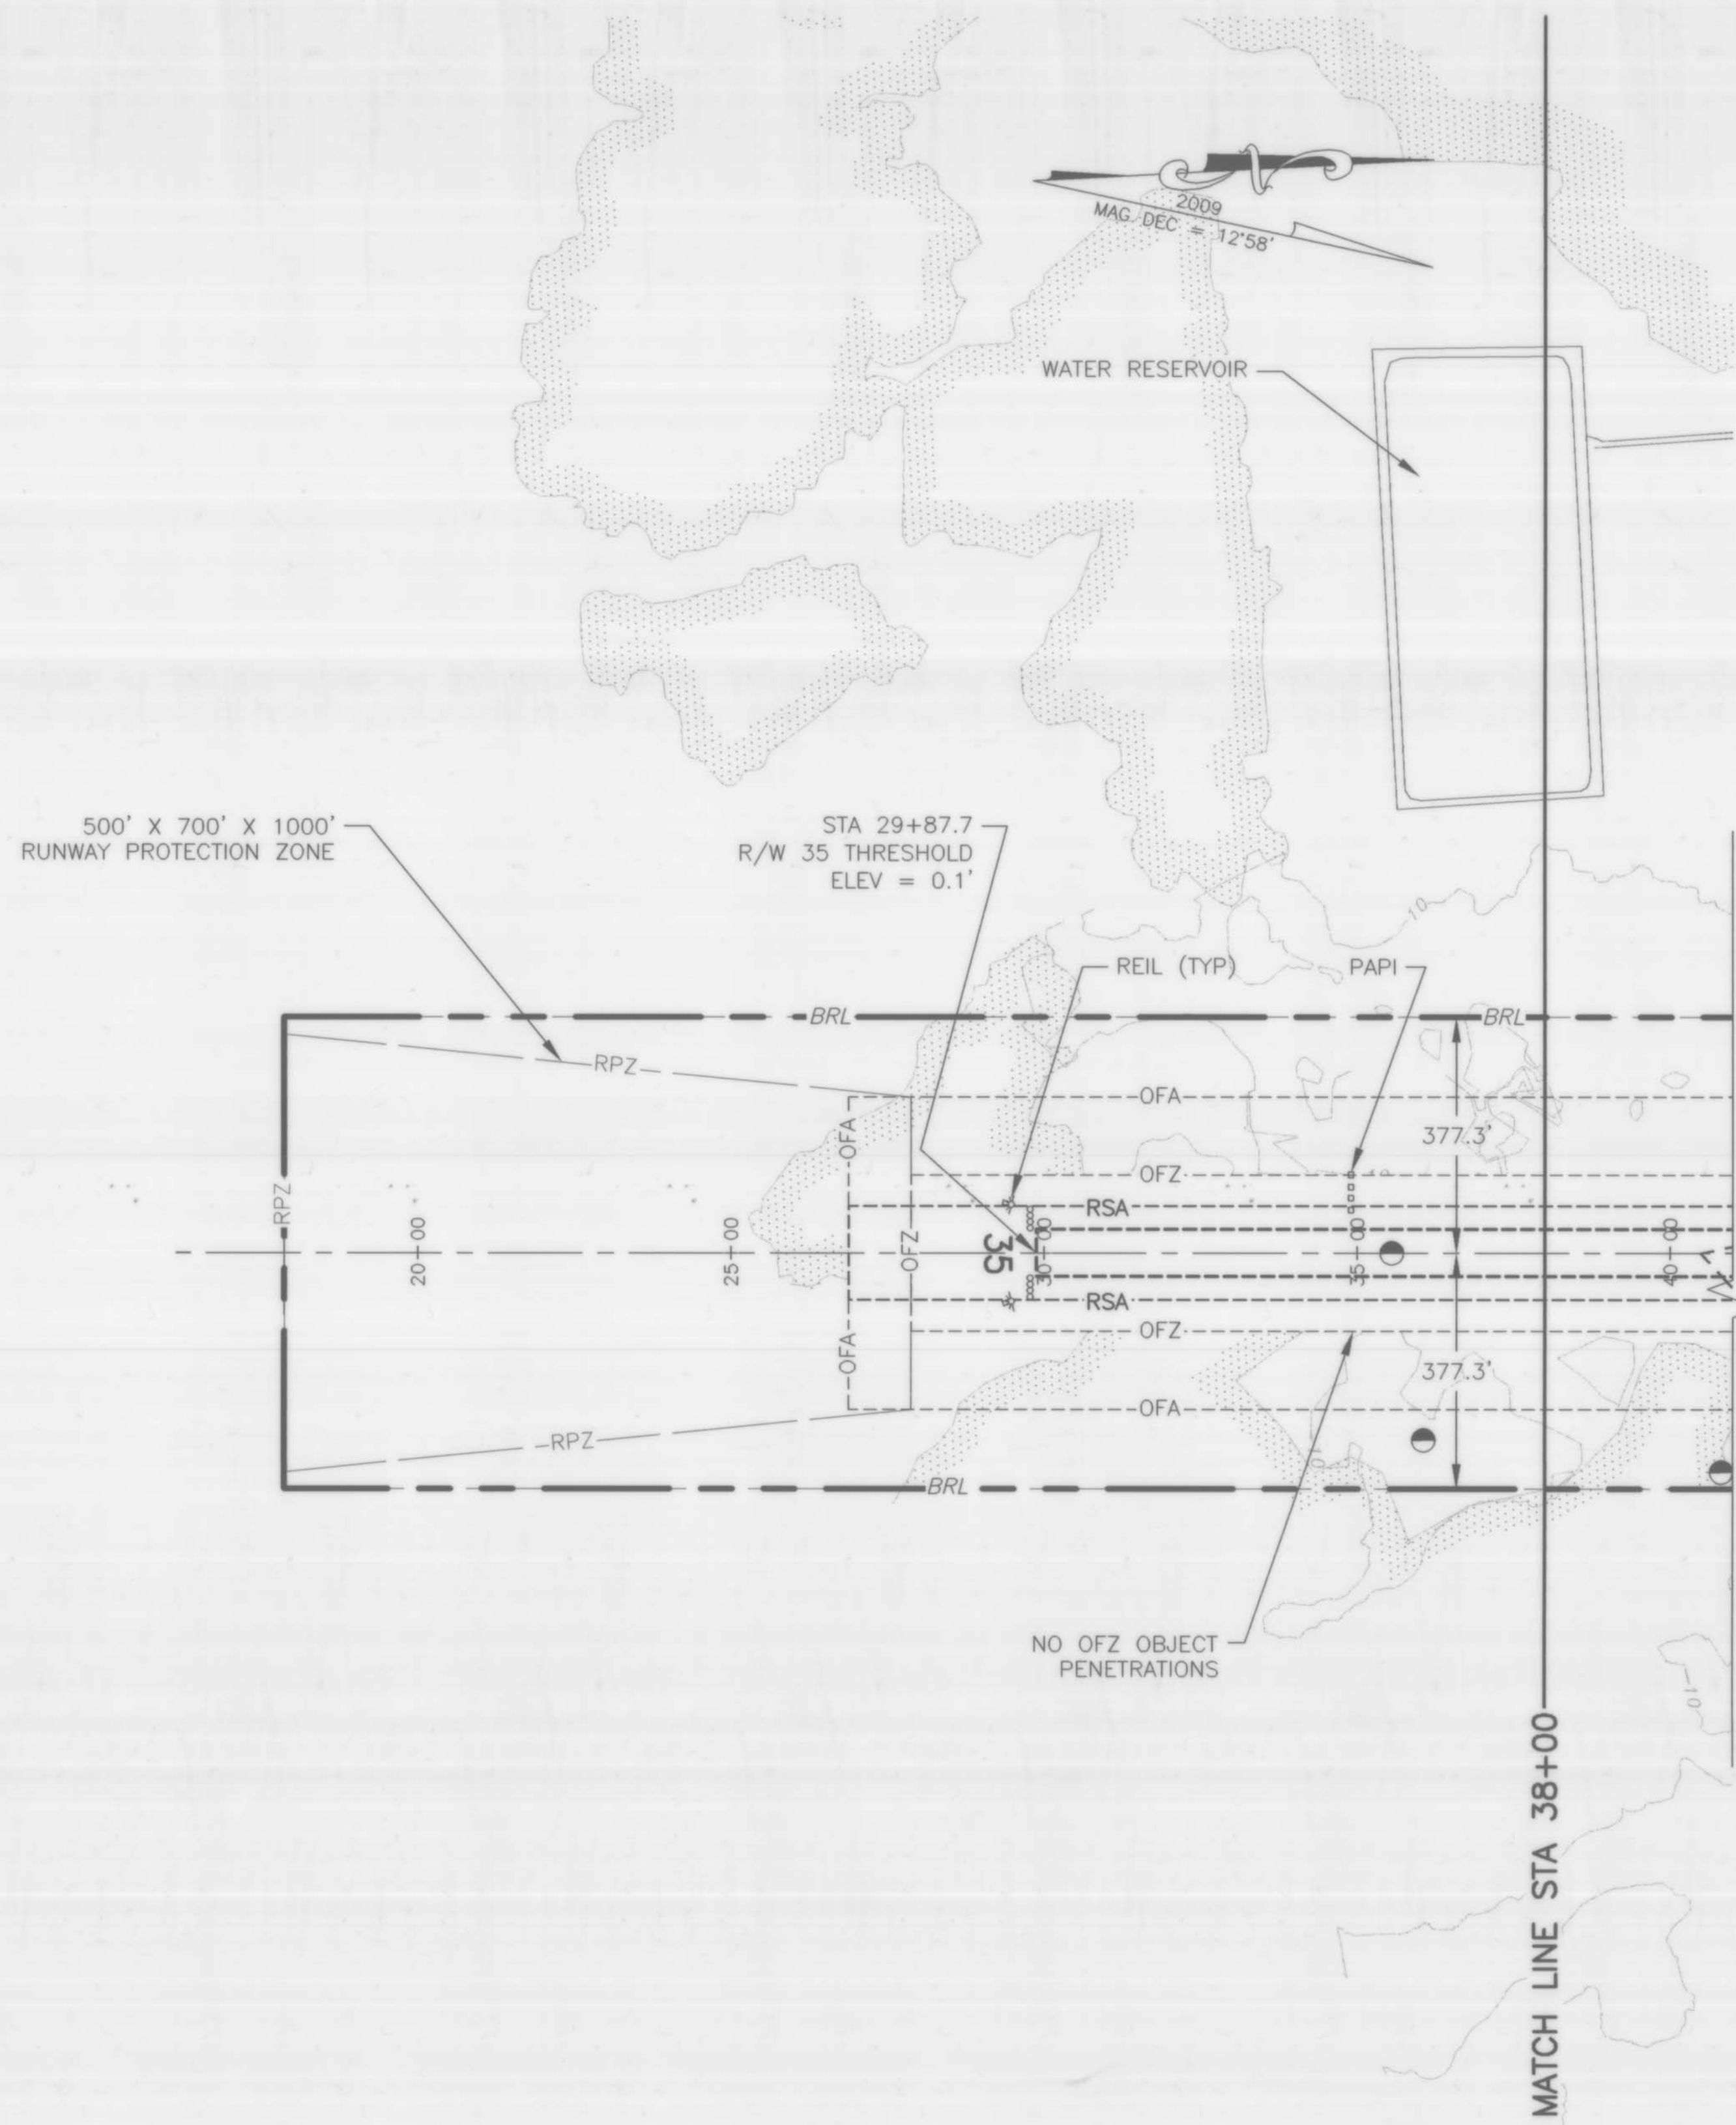 2009
MAG. DEC = 12°58'
WATER RESERVOIR
500' X 700' X 1000'
RUNWAY PROTECTION ZONE
STA 29+87.7
R/W 35 THRESHOLD
ELEV = 0.1'
10
REIL (TYP)
PAPI
BRL
BRL
RPZ
OFA
OFA
377.3'
OFZ
RPZ
RSA
20+00
25+00
OFZ
35
30+00
35+00
40+00
RSA
OFZ
OFA
377.3'
OFA
RPZ
10
BRL
NO OFZ OBJECT
PENETRATIONS
10
MATCH LINE STA 38+00